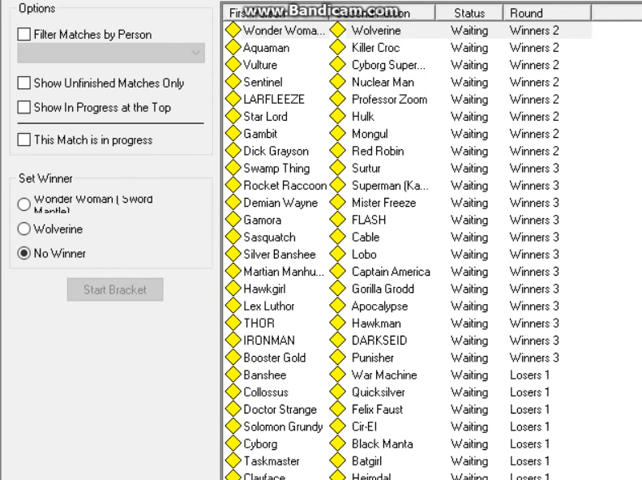 Options
Filter Matches by Person
Show Unfinished Matches Only
Show In Progress at the Top
This Match is in progress
Set Winner
Wonder Woman ( Sword
Mantle)
Wolverine
No Winner
Start Bracket
www.Bandicam.com
Status Round
Wonder Woma... Wolverine Waiting Winners 2
Aquaman Killer Croc Waiting Winners 2
Vulture Cyborg Super... Waiting Winners 2
Sentinel Nuclear Man Waiting Winners 2
LARFLEEZE Professor Zoom Waiting Winners 2
Star Lord Hulk Waiting Winners 2
Gambit Mongul Waiting Winners 2
Dick Grayson Red Robin Waiting Winners 2
Swamp Thing Surtur Waiting Winners 3
Rocket Raccoon Superman (Ka... Waiting Winners 3
Demian Wayne Mister Freeze Waiting Winners 3
Gamora FLASH Waiting Winners 3
Sasquatch Cable Waiting Winners 3
Silver Banshee Lobo Waiting Winners 3
Martian Manhu... Captain America Waiting Winners 3
Hawkgirl Gorilla Grodd Waiting Winners 3
Lex Luthor Apocalypse Waiting Winners 3
THOR Hawkman Waiting Winners 3
IRONMAN DARKSEID Waiting Winners 3
Booster Gold Punisher Waiting Winners 3
Banshee War Machine Waiting Losers 1
Collossus Quicksilver Waiting Losers 1
Doctor Strange Felix Faust Waiting Losers 1
Solomon Grundy Cir-El Waiting Losers 1
Cyborg Black Manta Waiting Losers 1
Taskmaster Batgirl Waiting Losers 1
Clayface Heimdal Waiting Losers 1